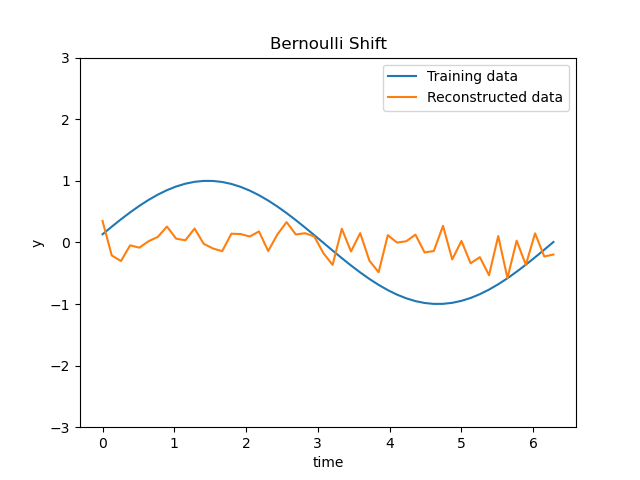 Bernoulli Shift
Training data
Reconstructed data
3
2
1
0
−1
−2
−3
y
0 1 2 3 4 5 6
time